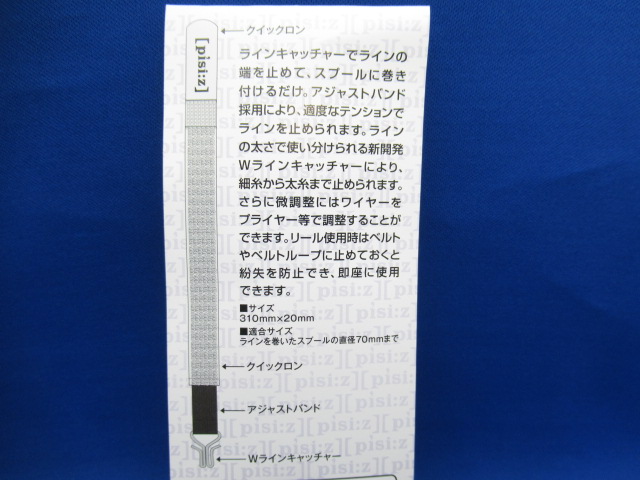 クイックロン
[pisi:z]
ラインキャッチャーでラインの
端を止めて、スプールに巻き
付けるだけ。アジャストバンド
採用により、適度なテンションで
ラインを止められます。ライン
の太さで使い分けられる新開発
Wラインキャッチャーにより、
細糸から太糸まで止められます。
さらに微調整にはワイヤーを
プライヤー等で調整することが
できます。リール使用時はベルト
やベルトループに止めておくと
紛失を防止でき、即座に使用
できます。
■サイズ
310mm×20mm
■適合サイズ
ラインを巻いたスプールの直径70mmまで
クイックロン
アジャストバンド
Wラインキャッチャー